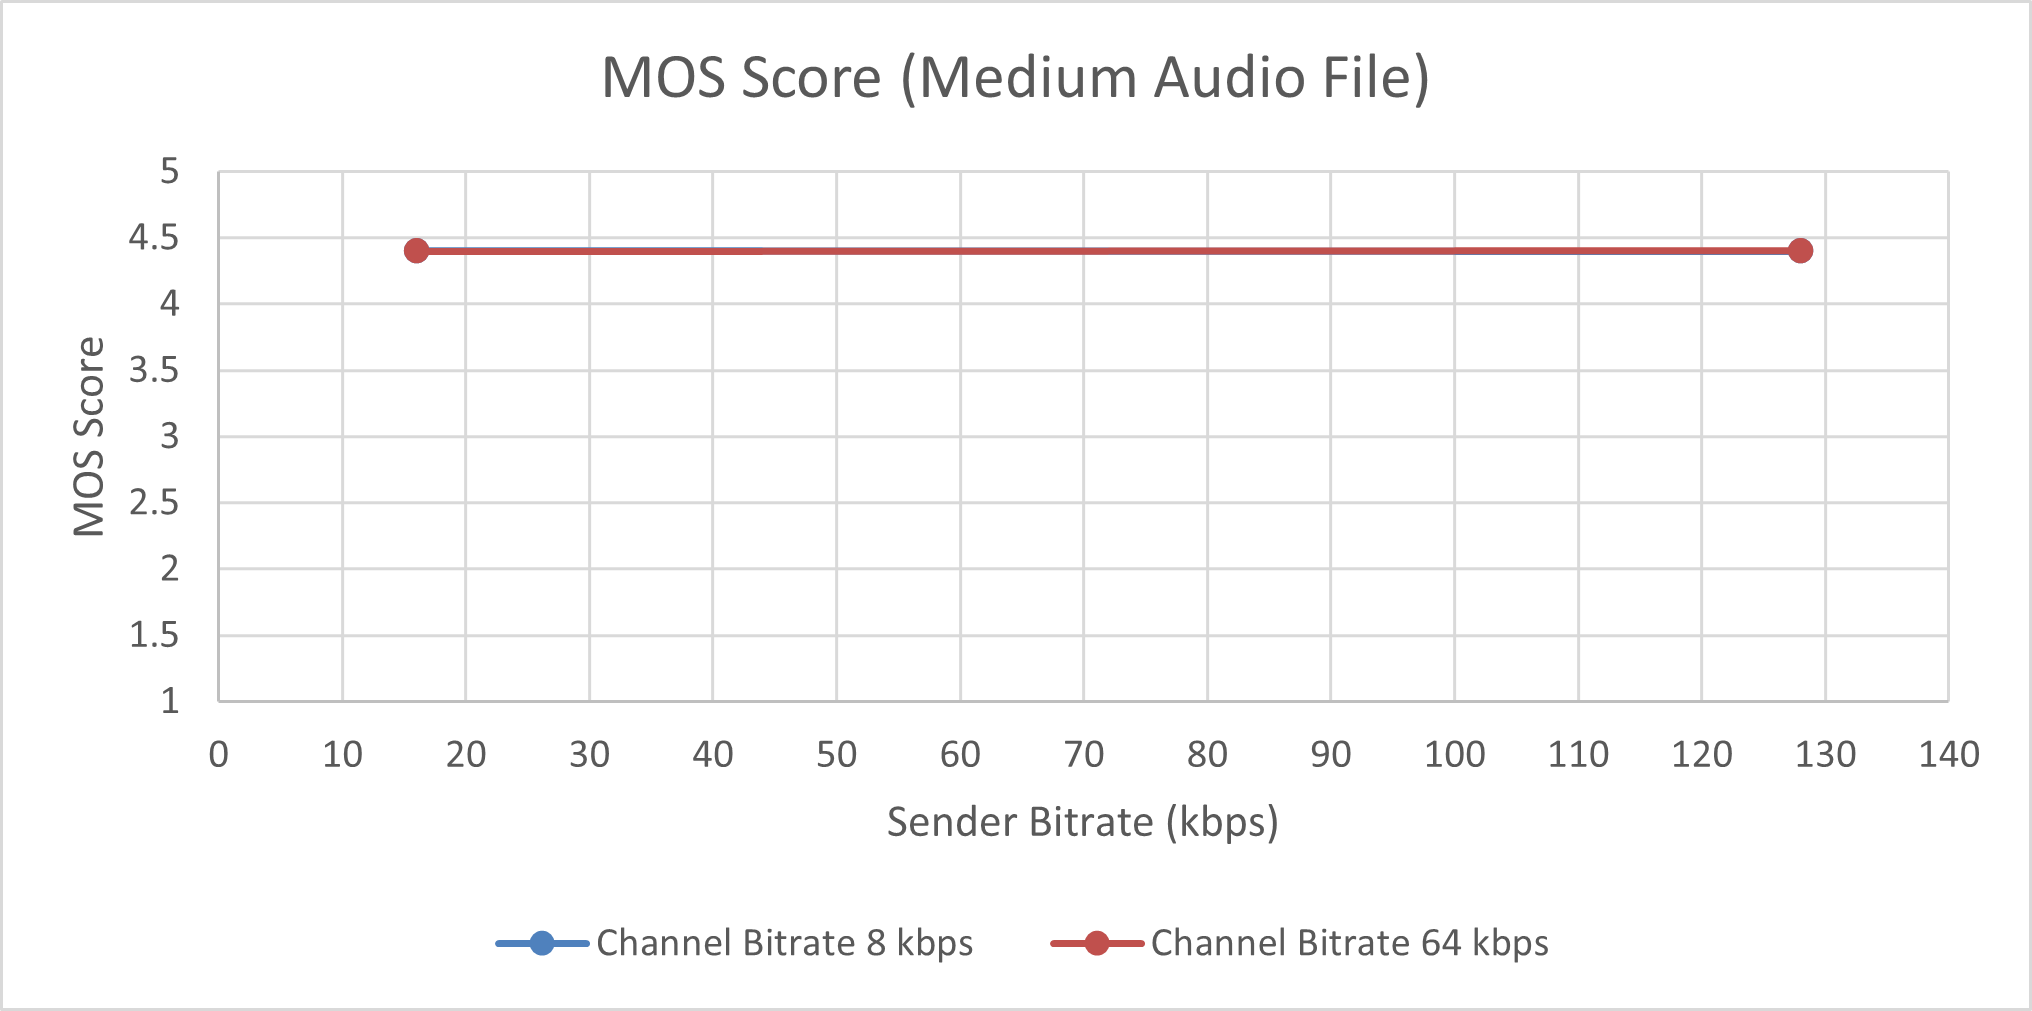 MOS Score (Medium Audio File)
5
4.5
4
3.5
3
2.5
2
1.5
1
MOS Score
0 10 20 30 40 50 60 70 80 90 100 110 120 130 140
Sender Bitrate (kbps)
Channel Bitrate 8 kbps Channel Bitrate 64 kbps